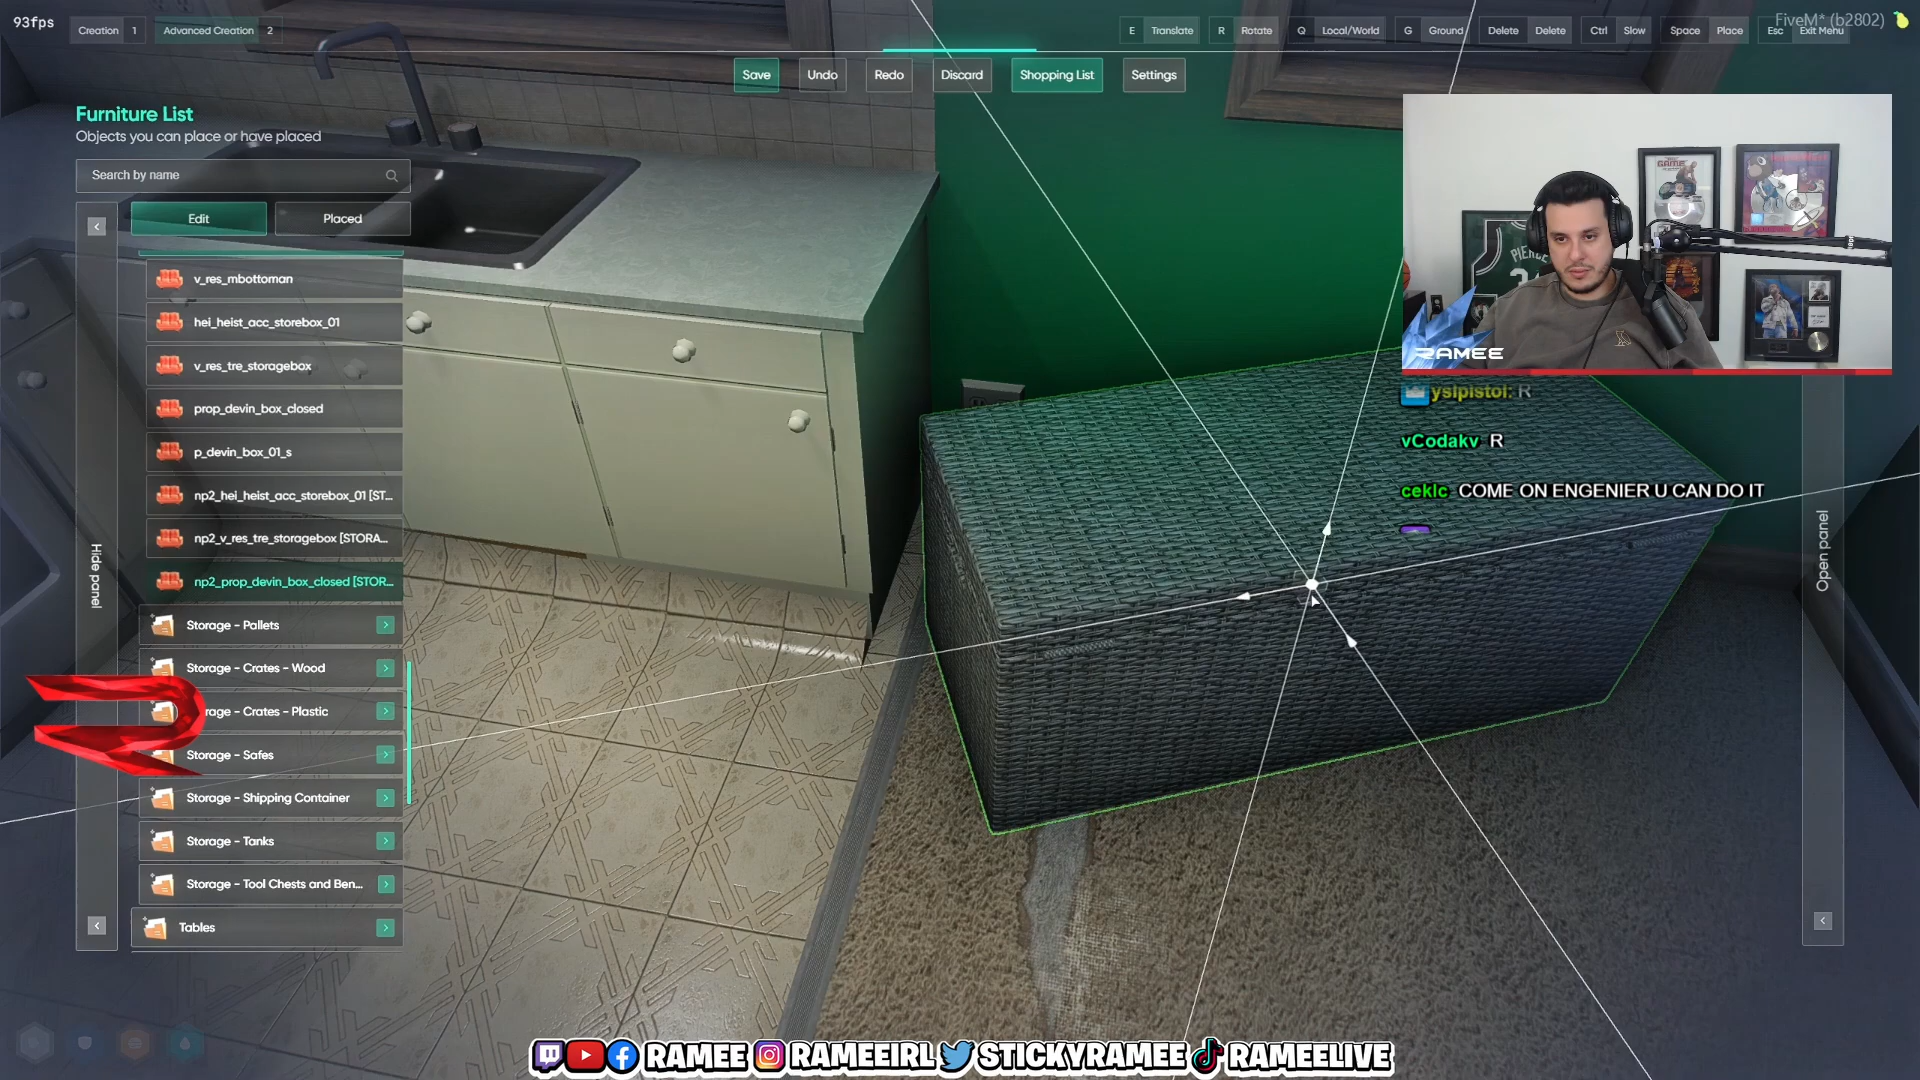 93fps
Creation 1
Advanced Creation 2
E Translate
R Rotate
Q Local/World
G Ground
Delete Delete
Ctrl Slow
Space Place
Esc Exit Menu
FiveM* (b2802)
Save
Undo
Redo
Discard
Shopping List
Settings
Furniture List
Objects you can place or have placed
Search by name
Edit
Placed
v_res_mbottoman
hei_heist_acc_storebox_01
v_res_tre_storagebox
prop_devin_box_closed
p_devin_box_01_s
np2_hei_heist_acc_storebox_01 [ST...
np2_v_res_tre_storagebox [STORA...
np2_prop_devin_box_closed [STOR...
Storage - Pallets
Storage - Crates - Wood
rage - Crates - Plastic
Storage - Safes
Storage - Shipping Container
Storage - Tanks
Storage - Tool Chests and Ben...
Tables
Hide panel
Open panel
GAME
PIERCE
RAMEE
yslpistol: R
vCodakv R
ceklc COME ON ENGENIER U CAN DO IT
RAMEE
RAMEEIRL
STICKYRAMEE
RAMEELIVE